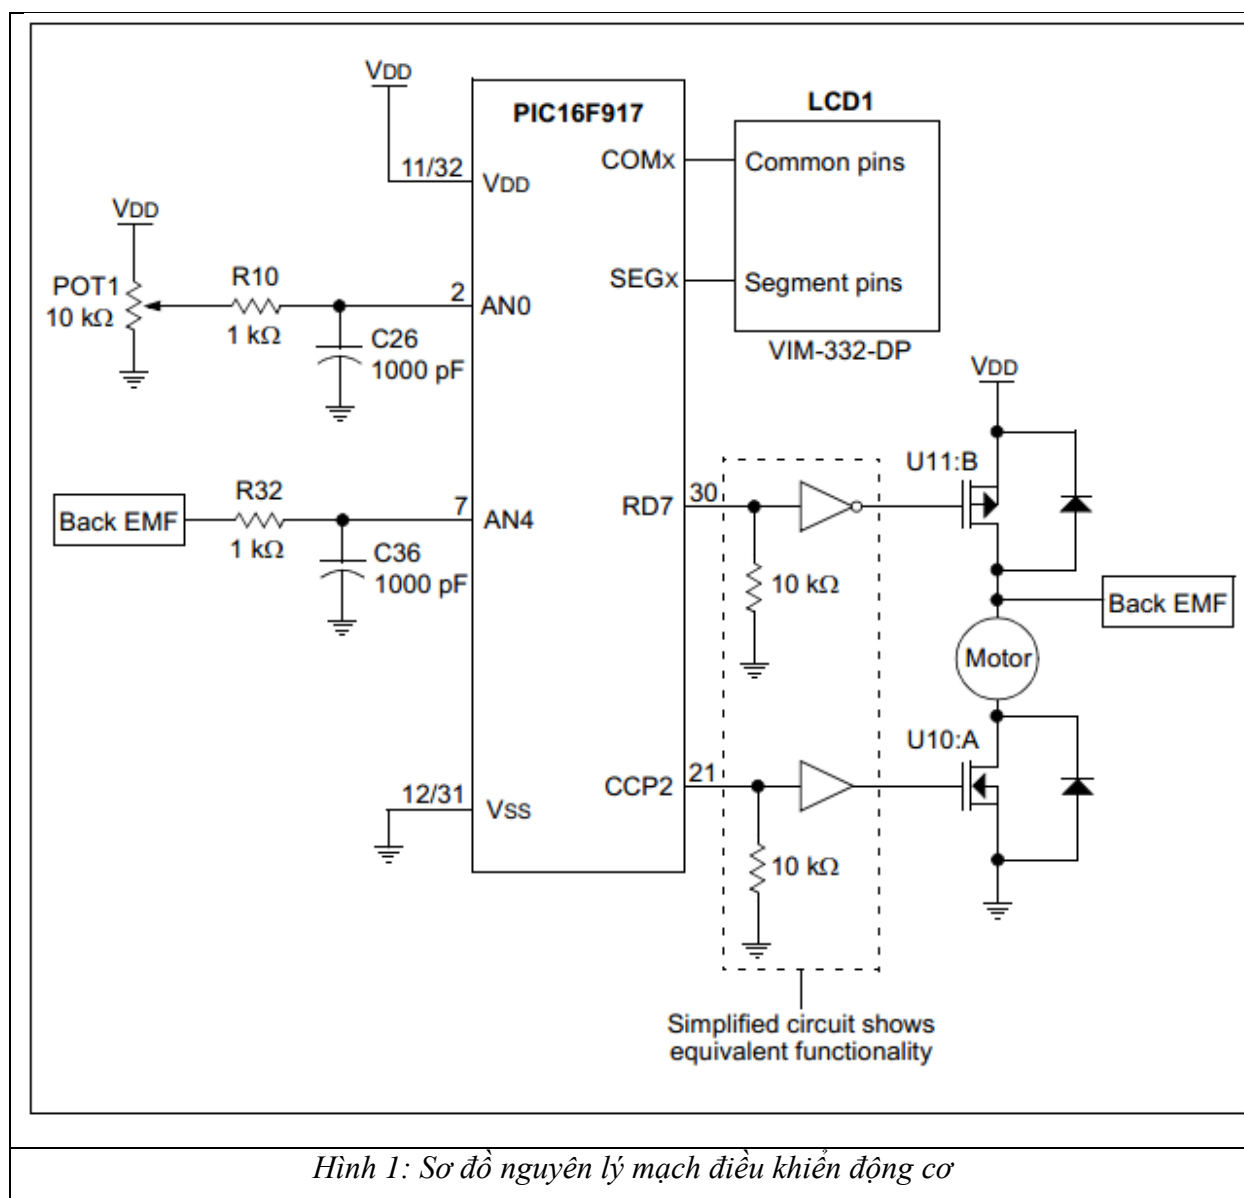 VDD
PIC16F917
LCD1
COMx
Common pins
11/32
VDD
VDD
POT1
10 kΩ
R10
1 kΩ
2
AN0
SEGx
Segment pins
C26
1000 pF
VIM-332-DP
VDD
U11:B
R32
Back EMF
1 kΩ
7
AN4
RD7
30
C36
1000 pF
10 kΩ
Back EMF
Motor
U10:A
12/31
VSS
CCP2
21
10 kΩ
Simplified circuit shows
equivalent functionality
Hình 1: Sơ đồ nguyên lý mạch điều khiển động cơ